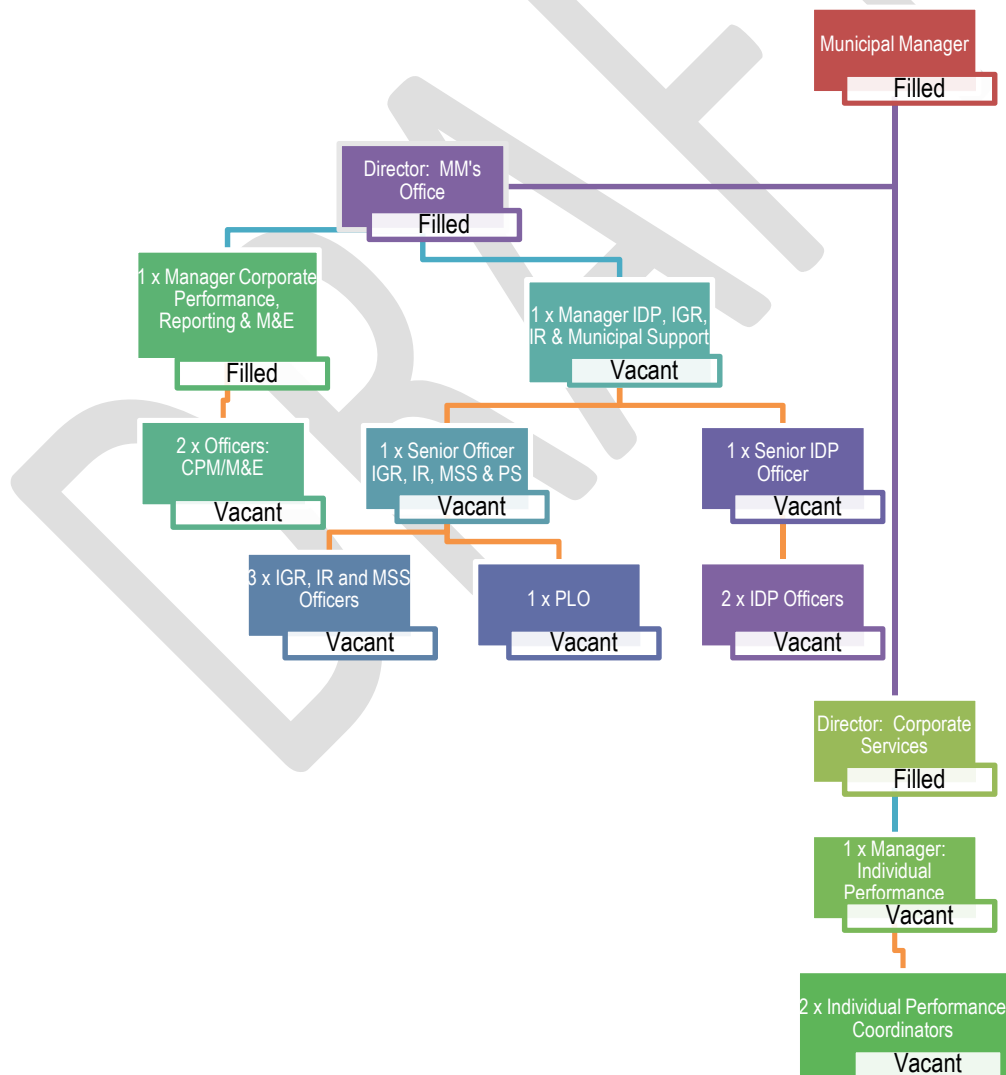 Municipal Manager
Filled
Director: MM's
Office
Filled
1 x Manager Corporate
Performance,
Reporting & M&E
Filled
1 x Manager IDP, IGR,
IR & Municipal Support
Vacant
2 x Officers:
CPM/M&E
Vacant
1 x Senior Officer
IGR, IR, MSS & PS
Vacant
1 x Senior IDP
Officer
Vacant
3 x IGR, IR and MSS
Officers
Vacant
1 x PLO
Vacant
2 x IDP Officers
Vacant
Director: Corporate
Services
Filled
1 x Manager:
Individual
Performance
Vacant
2 x Individual Performance
Coordinators
Vacant
DRAF